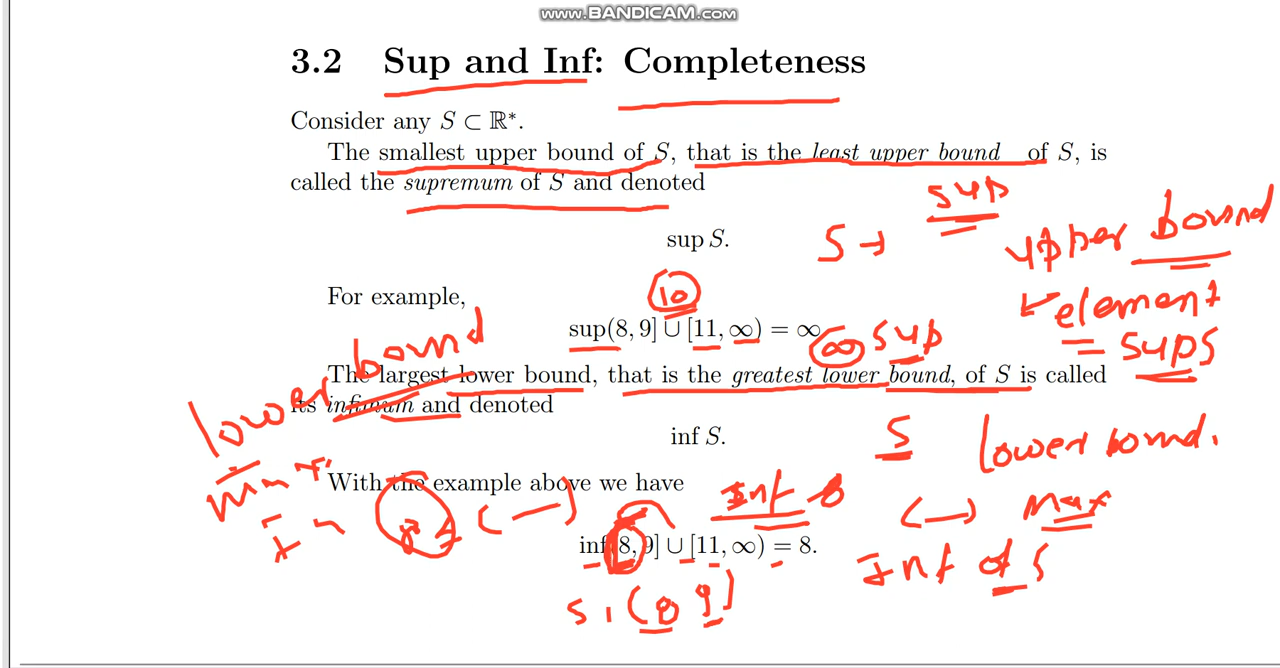 www.BANDICAM.com
3.2 Sup and Inf: Completeness
Consider any S ⊂ ℝ*.
The smallest upper bound of S, that is the least upper bound of S, is
called the supremum of S and denoted
sup
sup S.
S →
upper bound
For example,
10
element
sup(8, 9] ∪ [11, ∞) = ∞
∞ sup
sup S
lower bound
The largest lower bound, that is the greatest lower bound, of S is called
its infimum and denoted
inf S.
S lower bound.
With the example above we have
Inf 8
(—) max
(—)
inf(8, 9] ∪ [11, ∞) = 8.
Inf of S
S, (8 9]